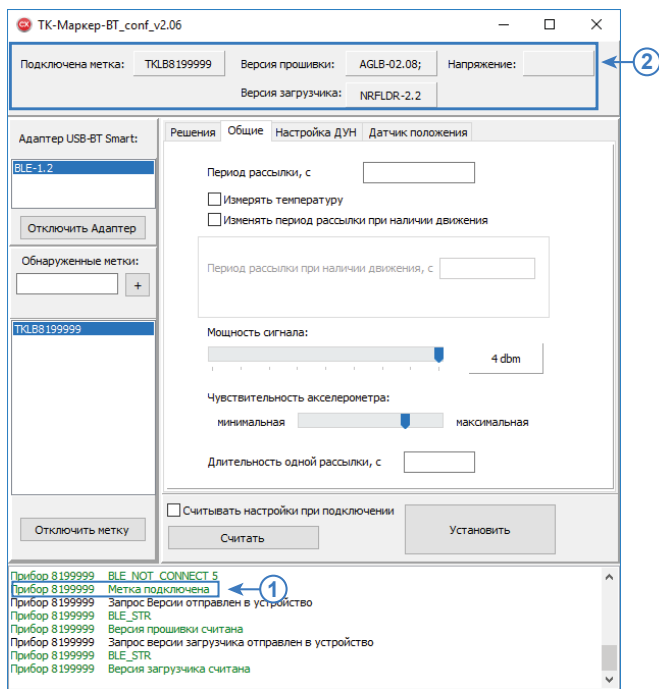 ТК-Маркер-BT_conf_v2.06
Подключена метка: TKLB8199999 Версия прошивки: AGLB-02.08; Напряжение:
2
Версия загрузчика: NRFLDR-2.2
Адаптер USB-BT Smart:
BLE-1.2
Отключить Адаптер
Обнаруженные метки:
+
TKLB8199999
Отключить метку
Решения Общие Настройка ДУН Датчик положения
Период рассылки, с
Измерять температуру
Изменять период рассылки при наличии движения
Период рассылки при наличии движения, с
Мощность сигнала:
4 dbm
Чувствительность акселерометра:
минимальная максимальная
Длительность одной рассылки, с
Считывать настройки при подключении
Считать
Установить
Прибор 8199999 BLE_NOT_CONNECT 5
Прибор 8199999 Метка подключена
1
Прибор 8199999 Запрос Версии отправлен в устройство
Прибор 8199999 BLE_STR
Прибор 8199999 Версия прошивки считана
Прибор 8199999 Запрос версии загрузчика отправлен в устройство
Прибор 8199999 BLE_STR
Прибор 8199999 Версия загрузчика считана